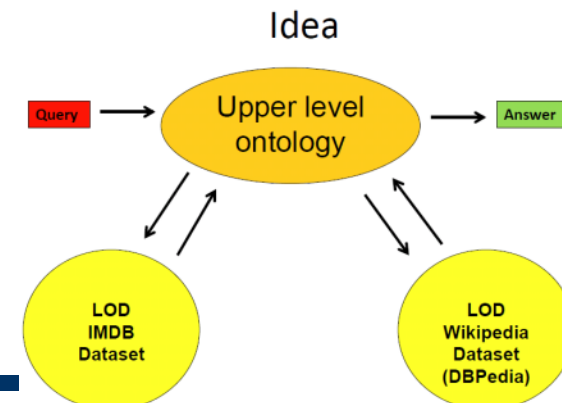 Idea
Query
Upper level
ontology
Answer
LOD
IMDB
Dataset
LOD
Wikipedia
Dataset
(DBPedia)